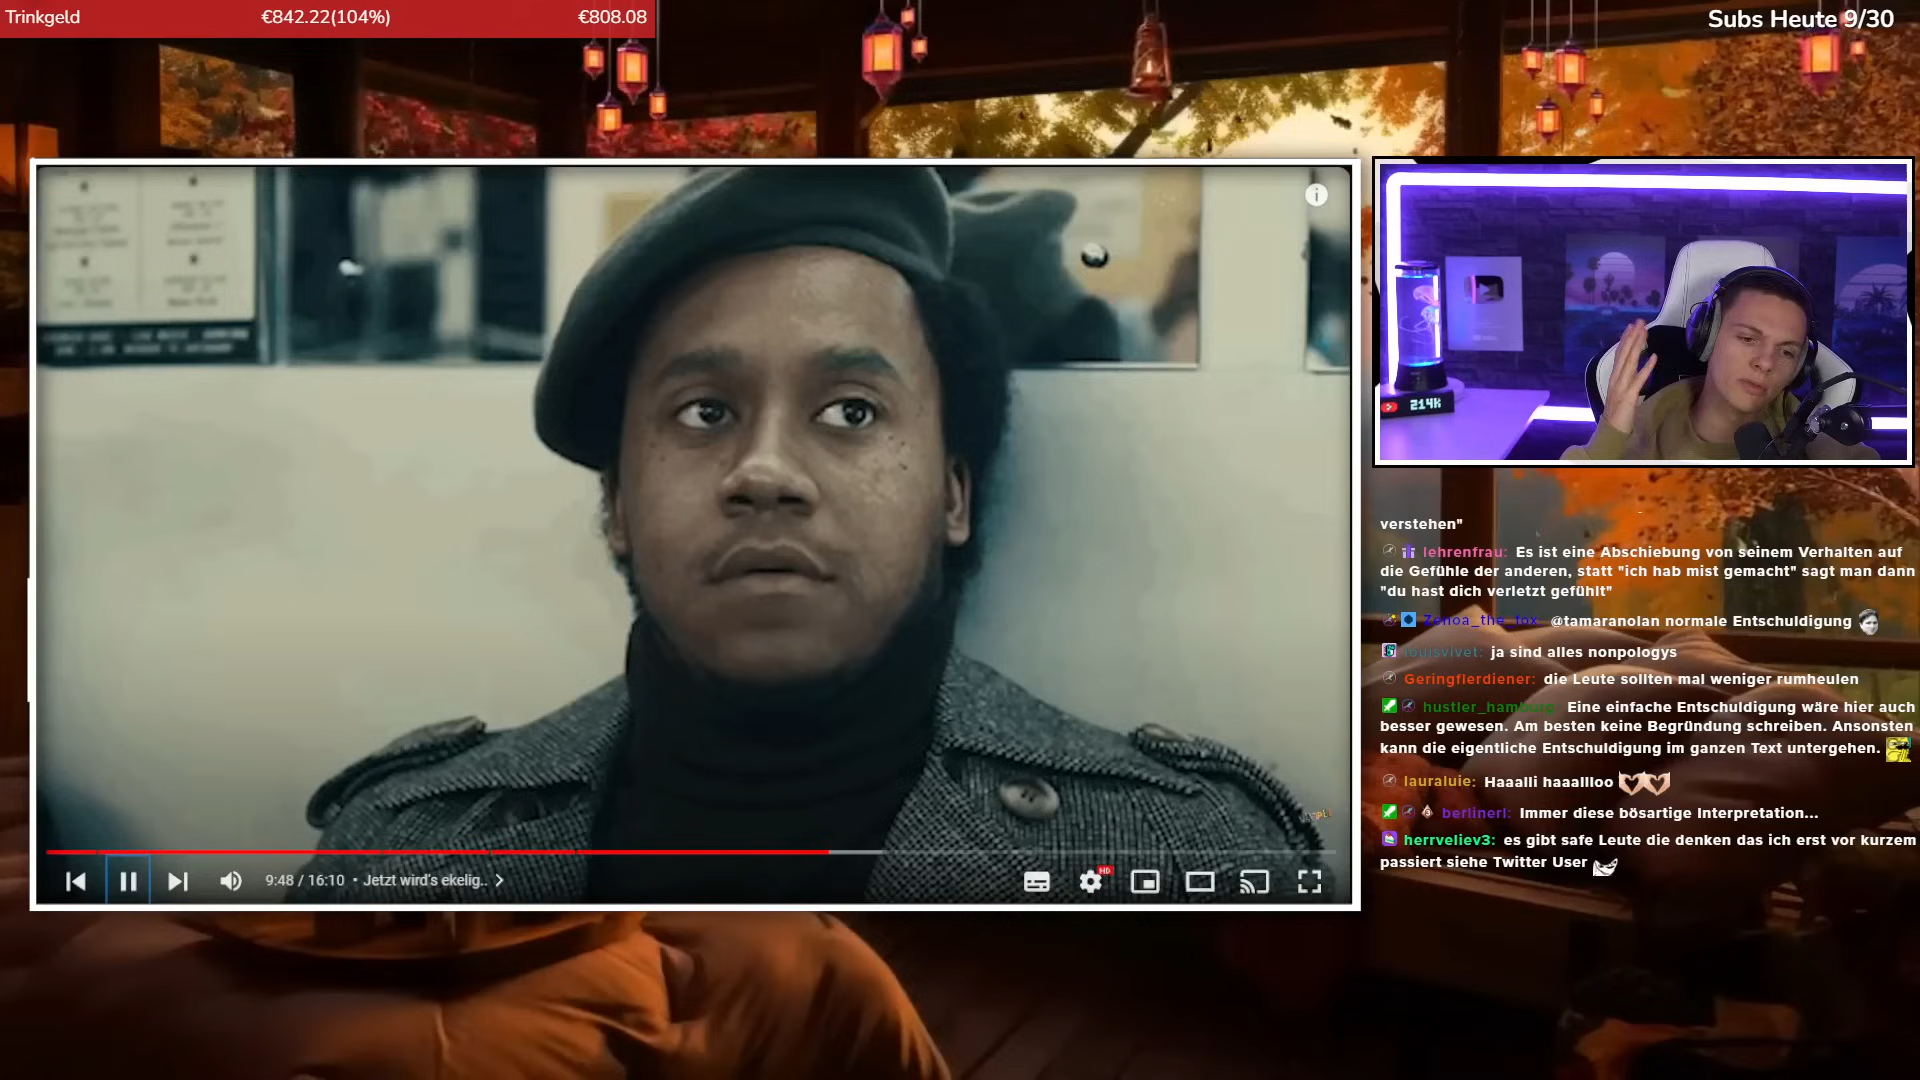 Trinkgeld €842.22(104%) €808.08
Subs Heute 9/30
214K
verstehen"
lehrenfrau: Es ist eine Abschiebung von seinem Verhalten auf
die Gefühle der anderen, statt "ich hab mist gemacht" sagt man dann
"du hast dich verletzt gefühlt"
Zenoa_the_fox: @tamaranolan normale Entschuldigung
louisvivet: ja sind alles nonpologys
Geringflerdiener: die Leute sollten mal weniger rumheulen
hustler_hamburg: Eine einfache Entschuldigung wäre hier auch
besser gewesen. Am besten keine Begründung schreiben. Ansonsten
kann die eigentliche Entschuldigung im ganzen Text untergehen.
lauraluie: Haaalli haaallloo
berlinerl: Immer diese bösartige Interpretation...
herrveliev3: es gibt safe Leute die denken das ich erst vor kurzem
passiert siehe Twitter User
9:48 / 16:10 • Jetzt wird's ekelig..
HD